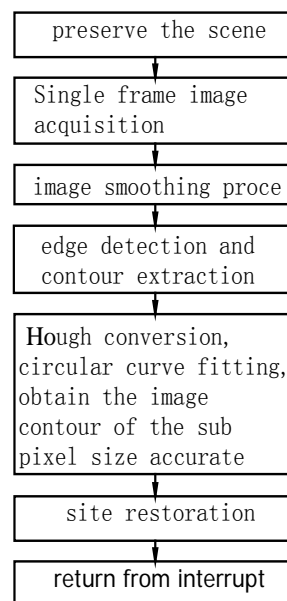 preserve the scene
Single frame image
acquisition
image smoothing proce
edge detection and
contour extraction
Hough conversion,
circular curve fitting,
obtain the image
contour of the sub
pixel size accurate
site restoration
return from interrupt